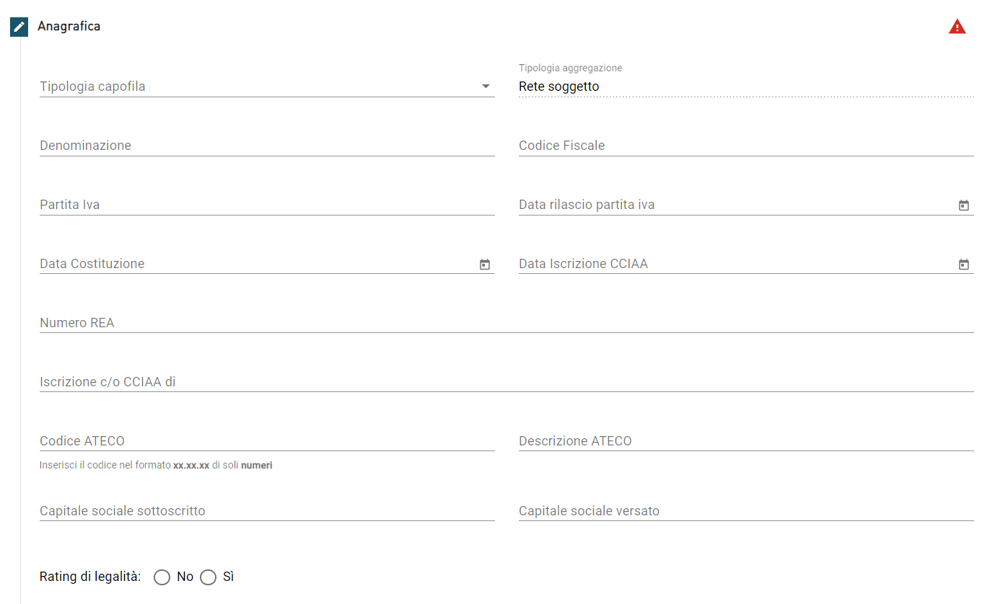 Anagrafica
Tipologia capofila
Tipologia aggregazione
Rete soggetto
Denominazione
Codice Fiscale
Partita Iva
Data rilascio partita iva
Data Costituzione
Data Iscrizione CCIAA
Numero REA
Iscrizione c/o CCIAA di
Codice ATECO
Descrizione ATECO
Inserisci il codice nel formato xx.xx.xx di soli numeri
Capitale sociale sottoscritto
Capitale sociale versato
Rating di legalità: No Sì